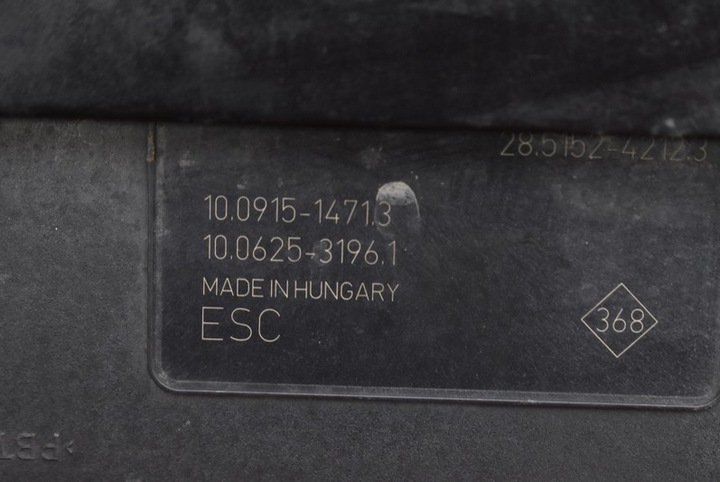 28.5152-4212.3
10.0915-1471.3
10.0625-3196.1
MADE IN HUNGARY
ESC
368